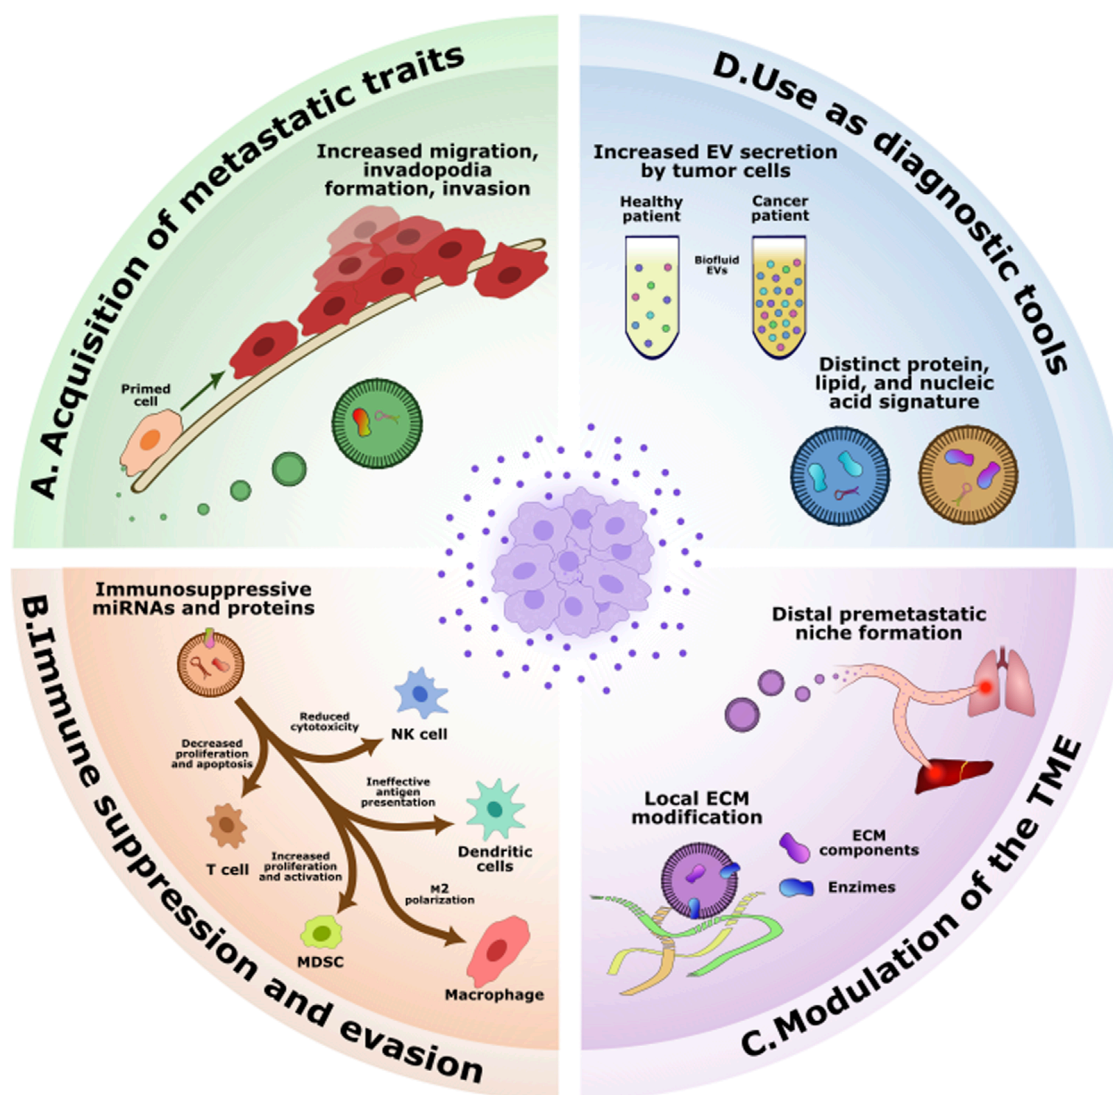 A. Acquisition of metastatic traits
Increased migration,
invadopodia
formation, invasion
Primed
cell
D.Use as diagnostic tools
Increased EV secretion
by tumor cells
Healthy
patient
Cancer
patient
Biofluid
EVs
Distinct protein,
lipid, and nucleic
acid signature
B.Immune suppression and evasion
Immunosuppressive
miRNAs and proteins
Reduced
cytotoxicity
NK cell
Decreased
proliferation
and apoptosis
Ineffective
antigen
presentation
T cell
Dendritic
cells
Increased
proliferation
and activation
M2
polarization
MDSC
Macrophage
C.Modulation of the TME
Distal premetastatic
niche formation
Local ECM
modification
ECM
components
Enzimes